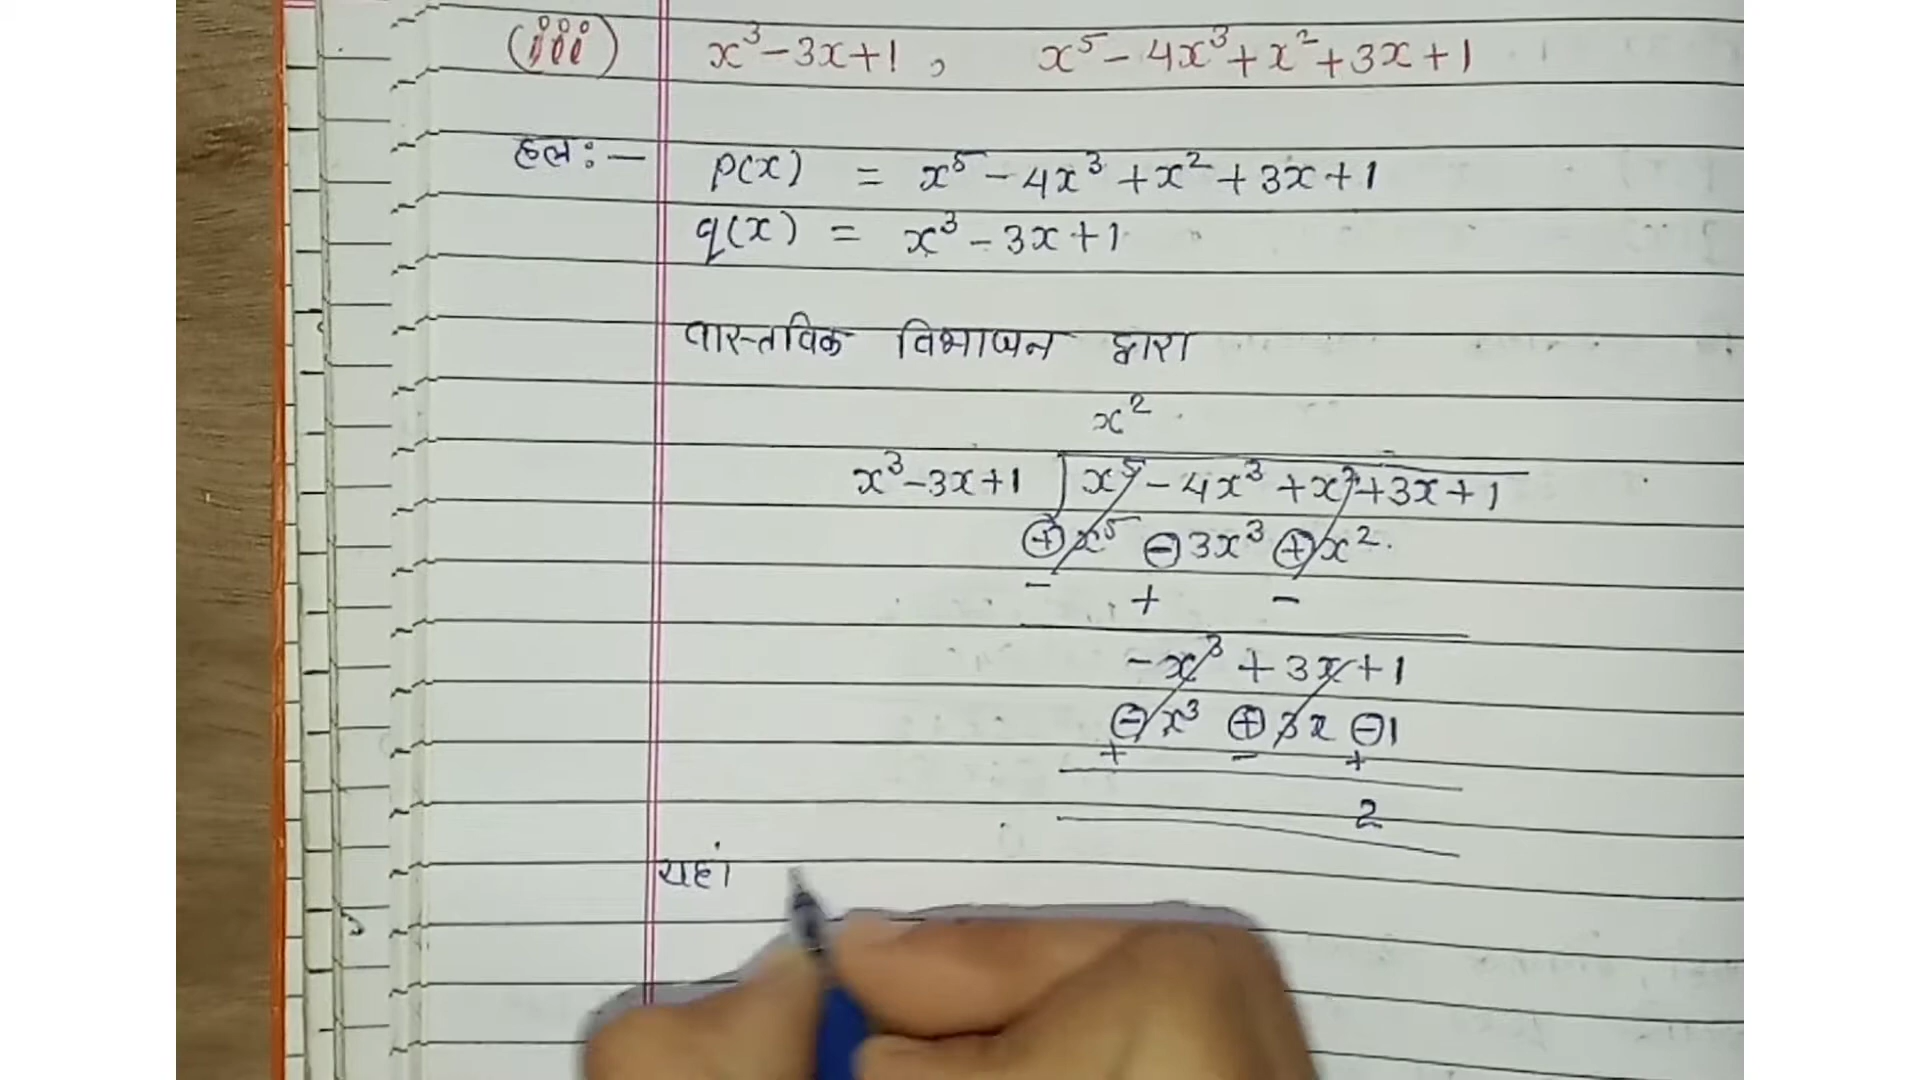 (iii) x³-3x+1, x⁵-4x³+x²+3x+1
हल:- p(x) = x⁵-4x³+x²+3x+1
q(x) = x³-3x+1
वास्तविक विभाजन द्वारा
x²
x³-3x+1 ) x⁵-4x³+x²+3x+1
⊕x⁵ ⊖3x³ ⊕x²
- + -
-x³+3x+1
⊖x³ ⊕3x ⊖1
+ - +
2
यहां